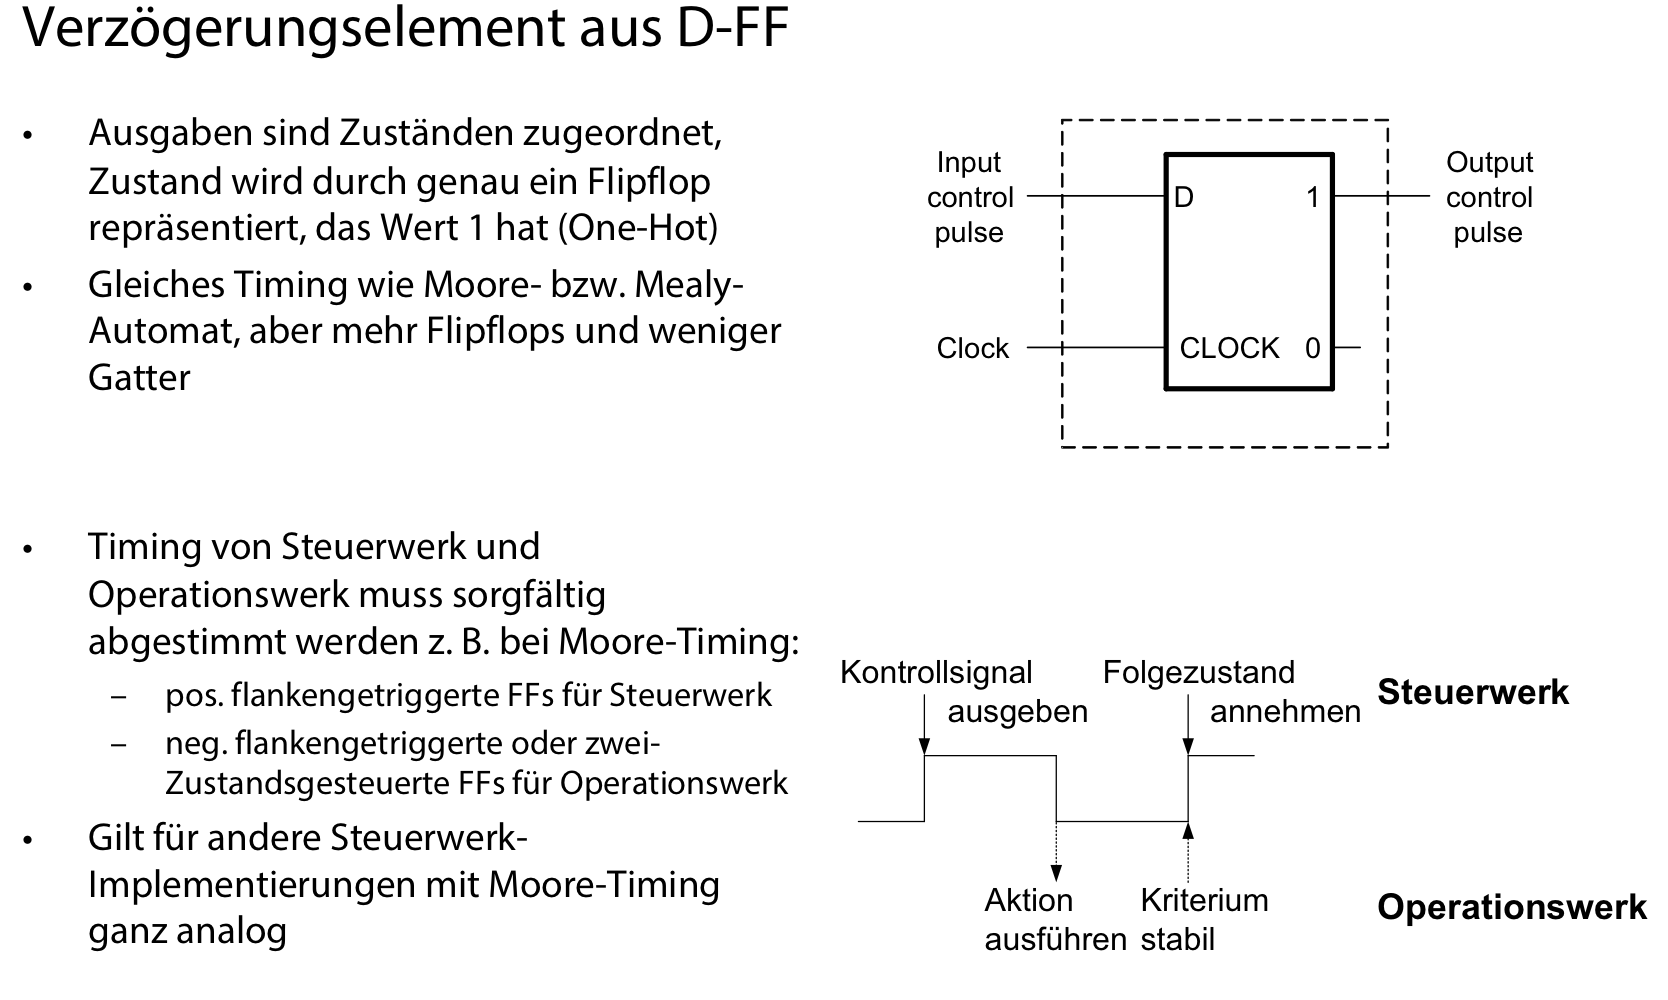 Verzögerungselement aus D-FF
• Ausgaben sind Zuständen zugeordnet,
Zustand wird durch genau ein Flipflop
repräsentiert, das Wert 1 hat (One-Hot)
• Gleiches Timing wie Moore- bzw. Mealy-
Automat, aber mehr Flipflops und weniger
Gatter
Input
control
pulse
D 1
Output
control
pulse
Clock
CLOCK 0
• Timing von Steuerwerk und
Operationswerk muss sorgfältig
abgestimmt werden z. B. bei Moore-Timing:
– pos. flankengetriggerte FFs für Steuerwerk
– neg. flankengetriggerte oder zwei-
Zustandsgesteuerte FFs für Operationswerk
• Gilt für andere Steuerwerk-
Implementierungen mit Moore-Timing
ganz analog
Kontrollsignal
ausgeben
Folgezustand
annehmen
Steuerwerk
Aktion
ausführen
Kriterium
stabil
Operationswerk